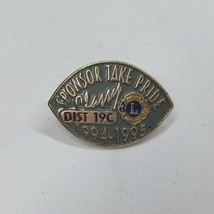 SPONSOR TAKE PRIDE
DIST 19C
L
1994-1995